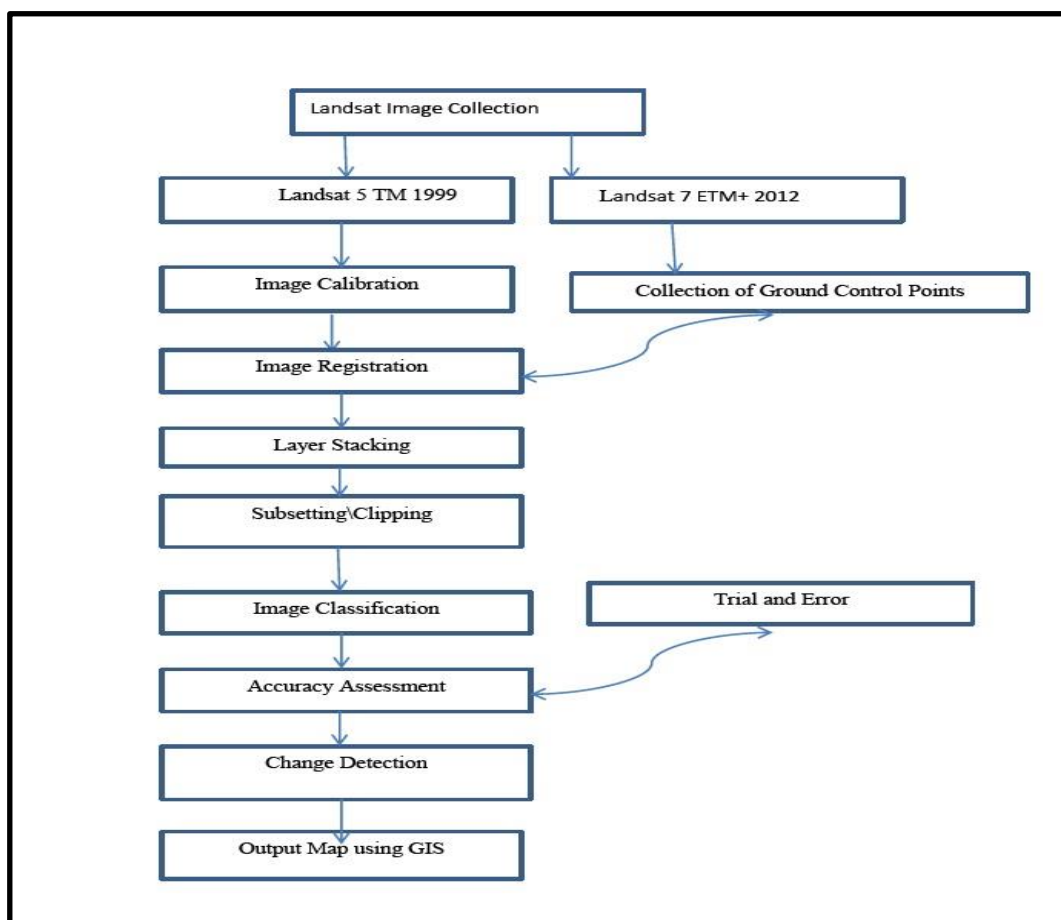 Landsat Image Collection
Landsat 5 TM 1999
Landsat 7 ETM+ 2012
Image Calibration
Collection of Ground Control Points
Image Registration
Layer Stacking
Subsetting\Clipping
Image Classification
Trial and Error
Accuracy Assessment
Change Detection
Output Map using GIS